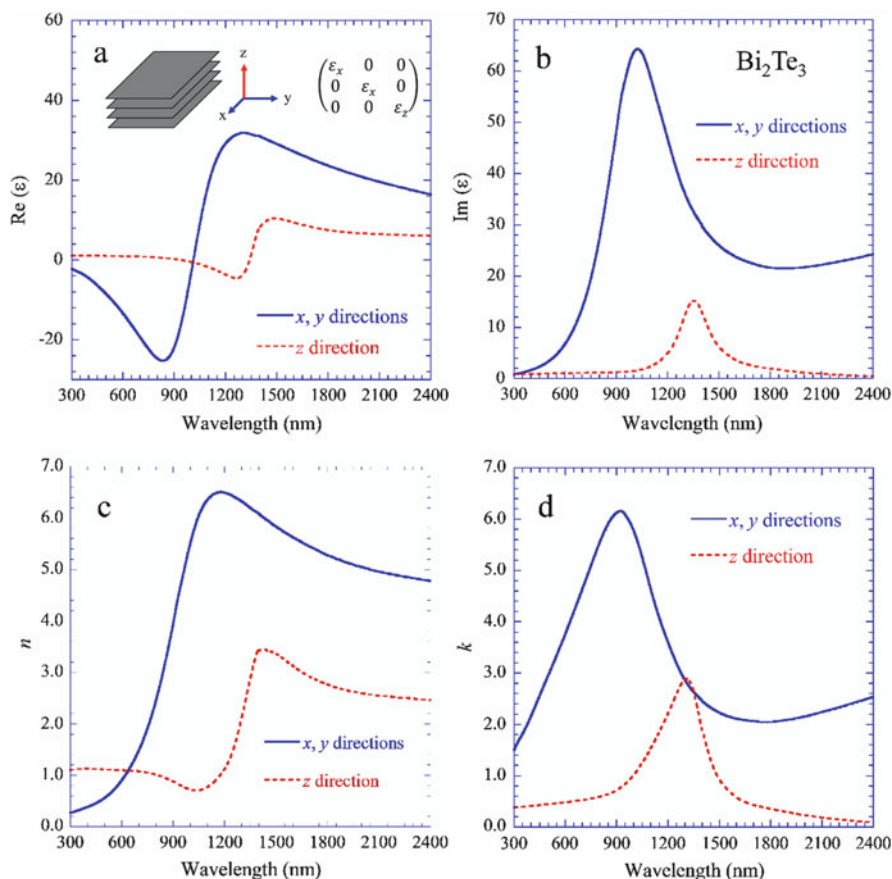 a
z
x
y
εx 0 0
0 εx 0
0 0 εz
Re (ε)
60
40
20
0
-20
x, y directions
z direction
300 600 900 1200 1500 1800 2100 2400
Wavelength (nm)
b
Bi2Te3
Im (ε)
70
60
50
40
30
20
10
0
x, y directions
z direction
300 600 900 1200 1500 1800 2100 2400
Wavelength (nm)
c
n
7.0
6.0
5.0
4.0
3.0
2.0
1.0
0.0
x, y directions
z direction
300 600 900 1200 1500 1800 2100 2400
Wavelength (nm)
d
k
7.0
6.0
5.0
4.0
3.0
2.0
1.0
0.0
x, y directions
z direction
300 600 900 1200 1500 1800 2100 2400
Wavelength (nm)